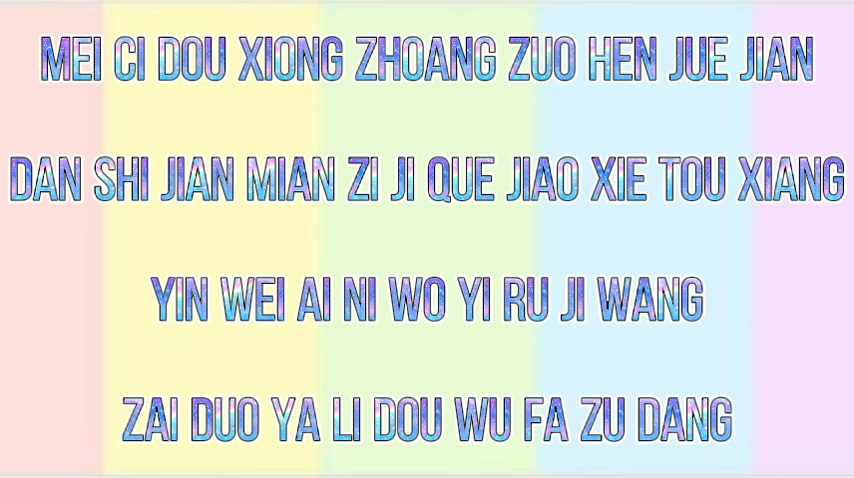 MEI CI DOU XIONG ZHOANG ZUO HEN JUE JIAN
DAN SHI JIAN MIAN ZI JI QUE JIAO XIE TOU XIANG
YIN WEI AI NI WO YI RU JI WANG
ZAI DUO YA LI DOU WU FA ZU DANG